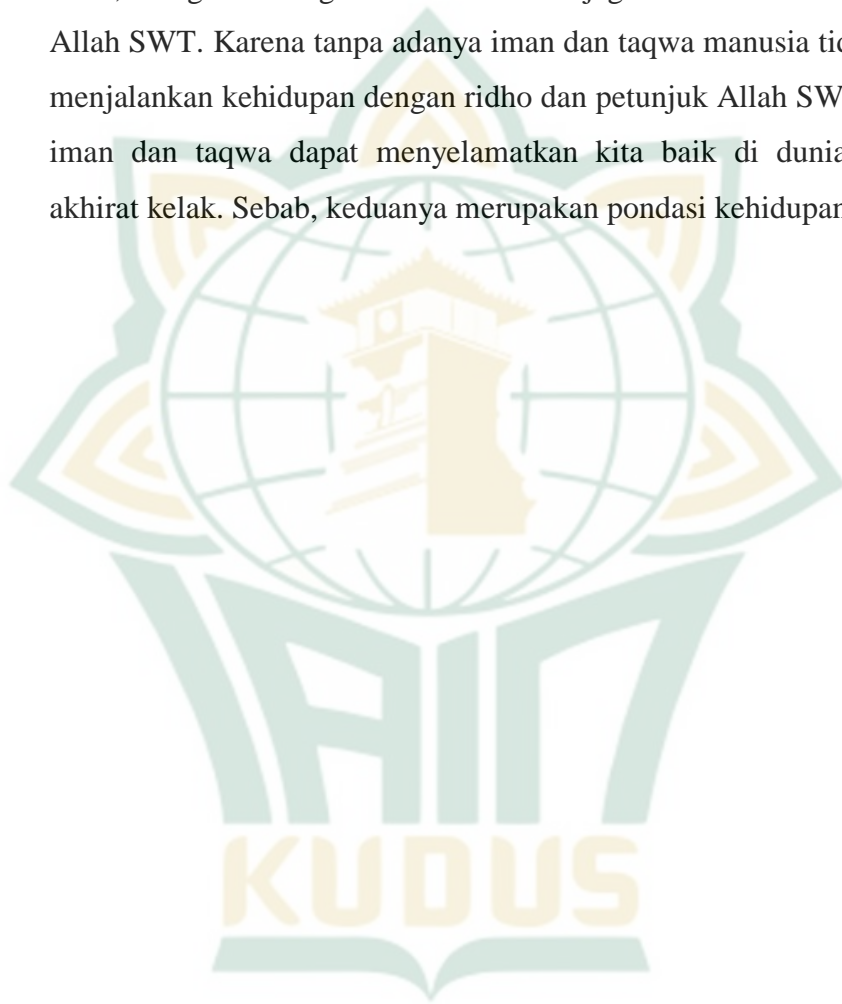 Allah SWT. Karena tanpa adanya iman dan taqwa manusia
menjalankan kehidupan dengan ridho dan petunjuk Allah
iman dan taqwa dapat menyelamatkan kita baik di dunia
akhirat kelak. Sebab, keduanya merupakan pondasi kehidupan
IAIN
KUDUS